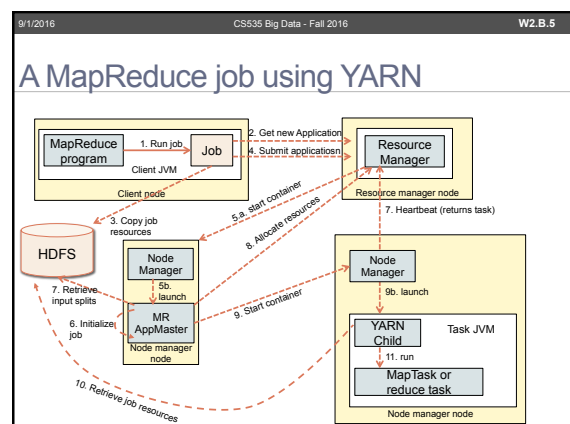 9/1/2016
CS535 Big Data - Fall 2016
W2.B.5
A MapReduce job using YARN
MapReduce
program
1. Run job
Job
Client JVM
Client node
2. Get new Application
4. Submit applicatiosn
Resource
Manager
Resource manager node
3. Copy job
resources
5.a. start container
8. Allocate resources
7. Heartbeat (returns task)
HDFS
Node
Manager
5b.
launch
7. Retrieve
input splits
6. Initialize
job
MR
AppMaster
Node manager
node
9. Start container
Node
Manager
9b. launch
YARN
Child
Task JVM
11. run
MapTask or
reduce task
Node manager node
10. Retrieve job resources